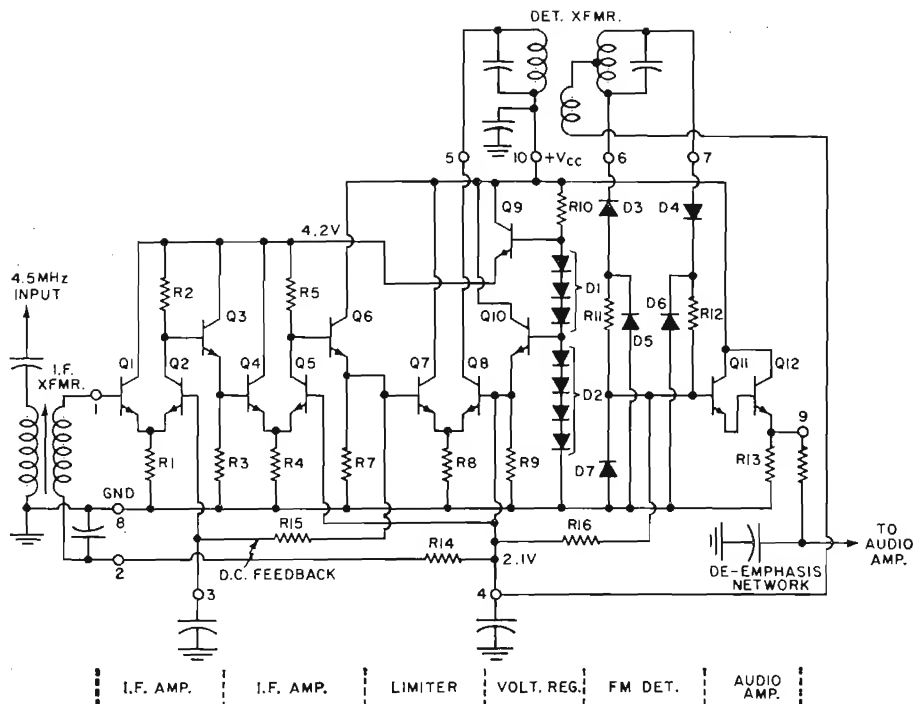 DET. XFMR.
5
10
+VCC
6
7
Q9
R10
D3
D4
4.2V
4.5MHz
INPUT
R2
R5
D1
Q3
Q6
Q10
R11
D6
R12
D5
I.F.
XFMR.
Q1
Q2
Q4
Q5
Q7
Q8
D2
Q11
Q12
1
9
R1
R3
R4
R7
R8
R9
D7
R13
GND
8
R15
R16
TO
AUDIO
AMP.
2
D.C. FEEDBACK
R14
2.1V
DE-EMPHASIS
NETWORK
3
4
I.F. AMP.
I.F. AMP.
LIMITER
VOLT. REG.
FM DET.
AUDIO
AMP.